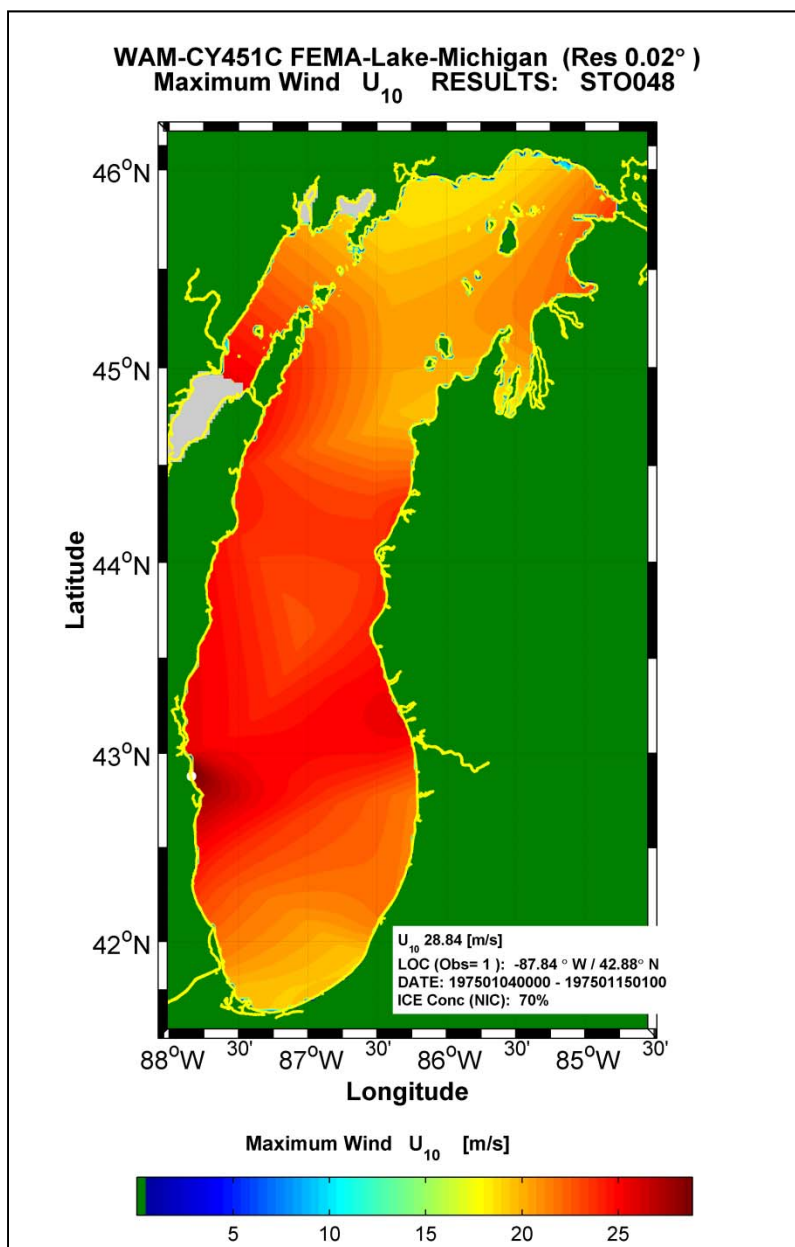 WAM-CY451C FEMA-Lake-Michigan (Res 0.02° )
Maximum Wind U10 RESULTS: STO048
46°N
45°N
44°N
43°N
42°N
Latitude
U10 28.84 [m/s]
LOC (Obs= 1 ): -87.84 ° W / 42.88° N
DATE: 197501040000 - 197501150100
ICE Conc (NIC): 70%
88°W 30' 87°W 30' 86°W 30' 85°W 30'
Longitude
Maximum Wind U10 [m/s]
5 10 15 20 25